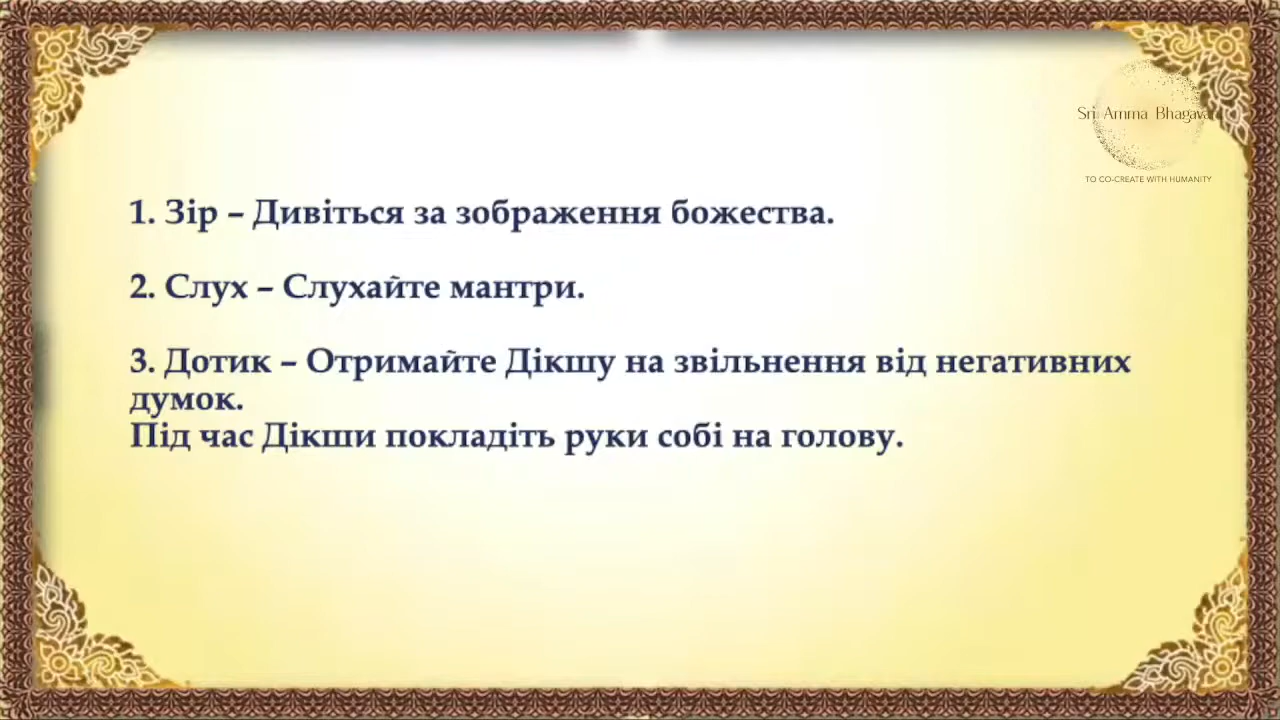 Sri Amma Bhagava
TO CO-CREATE WITH HUMANITY
1. Зір – Дивіться за зображення божества.
2. Слух – Слухайте мантри.
3. Дотик – Отримайте Дікшу на звільнення від негативних
думок.
Під час Дікши покладіть руки собі на голову.